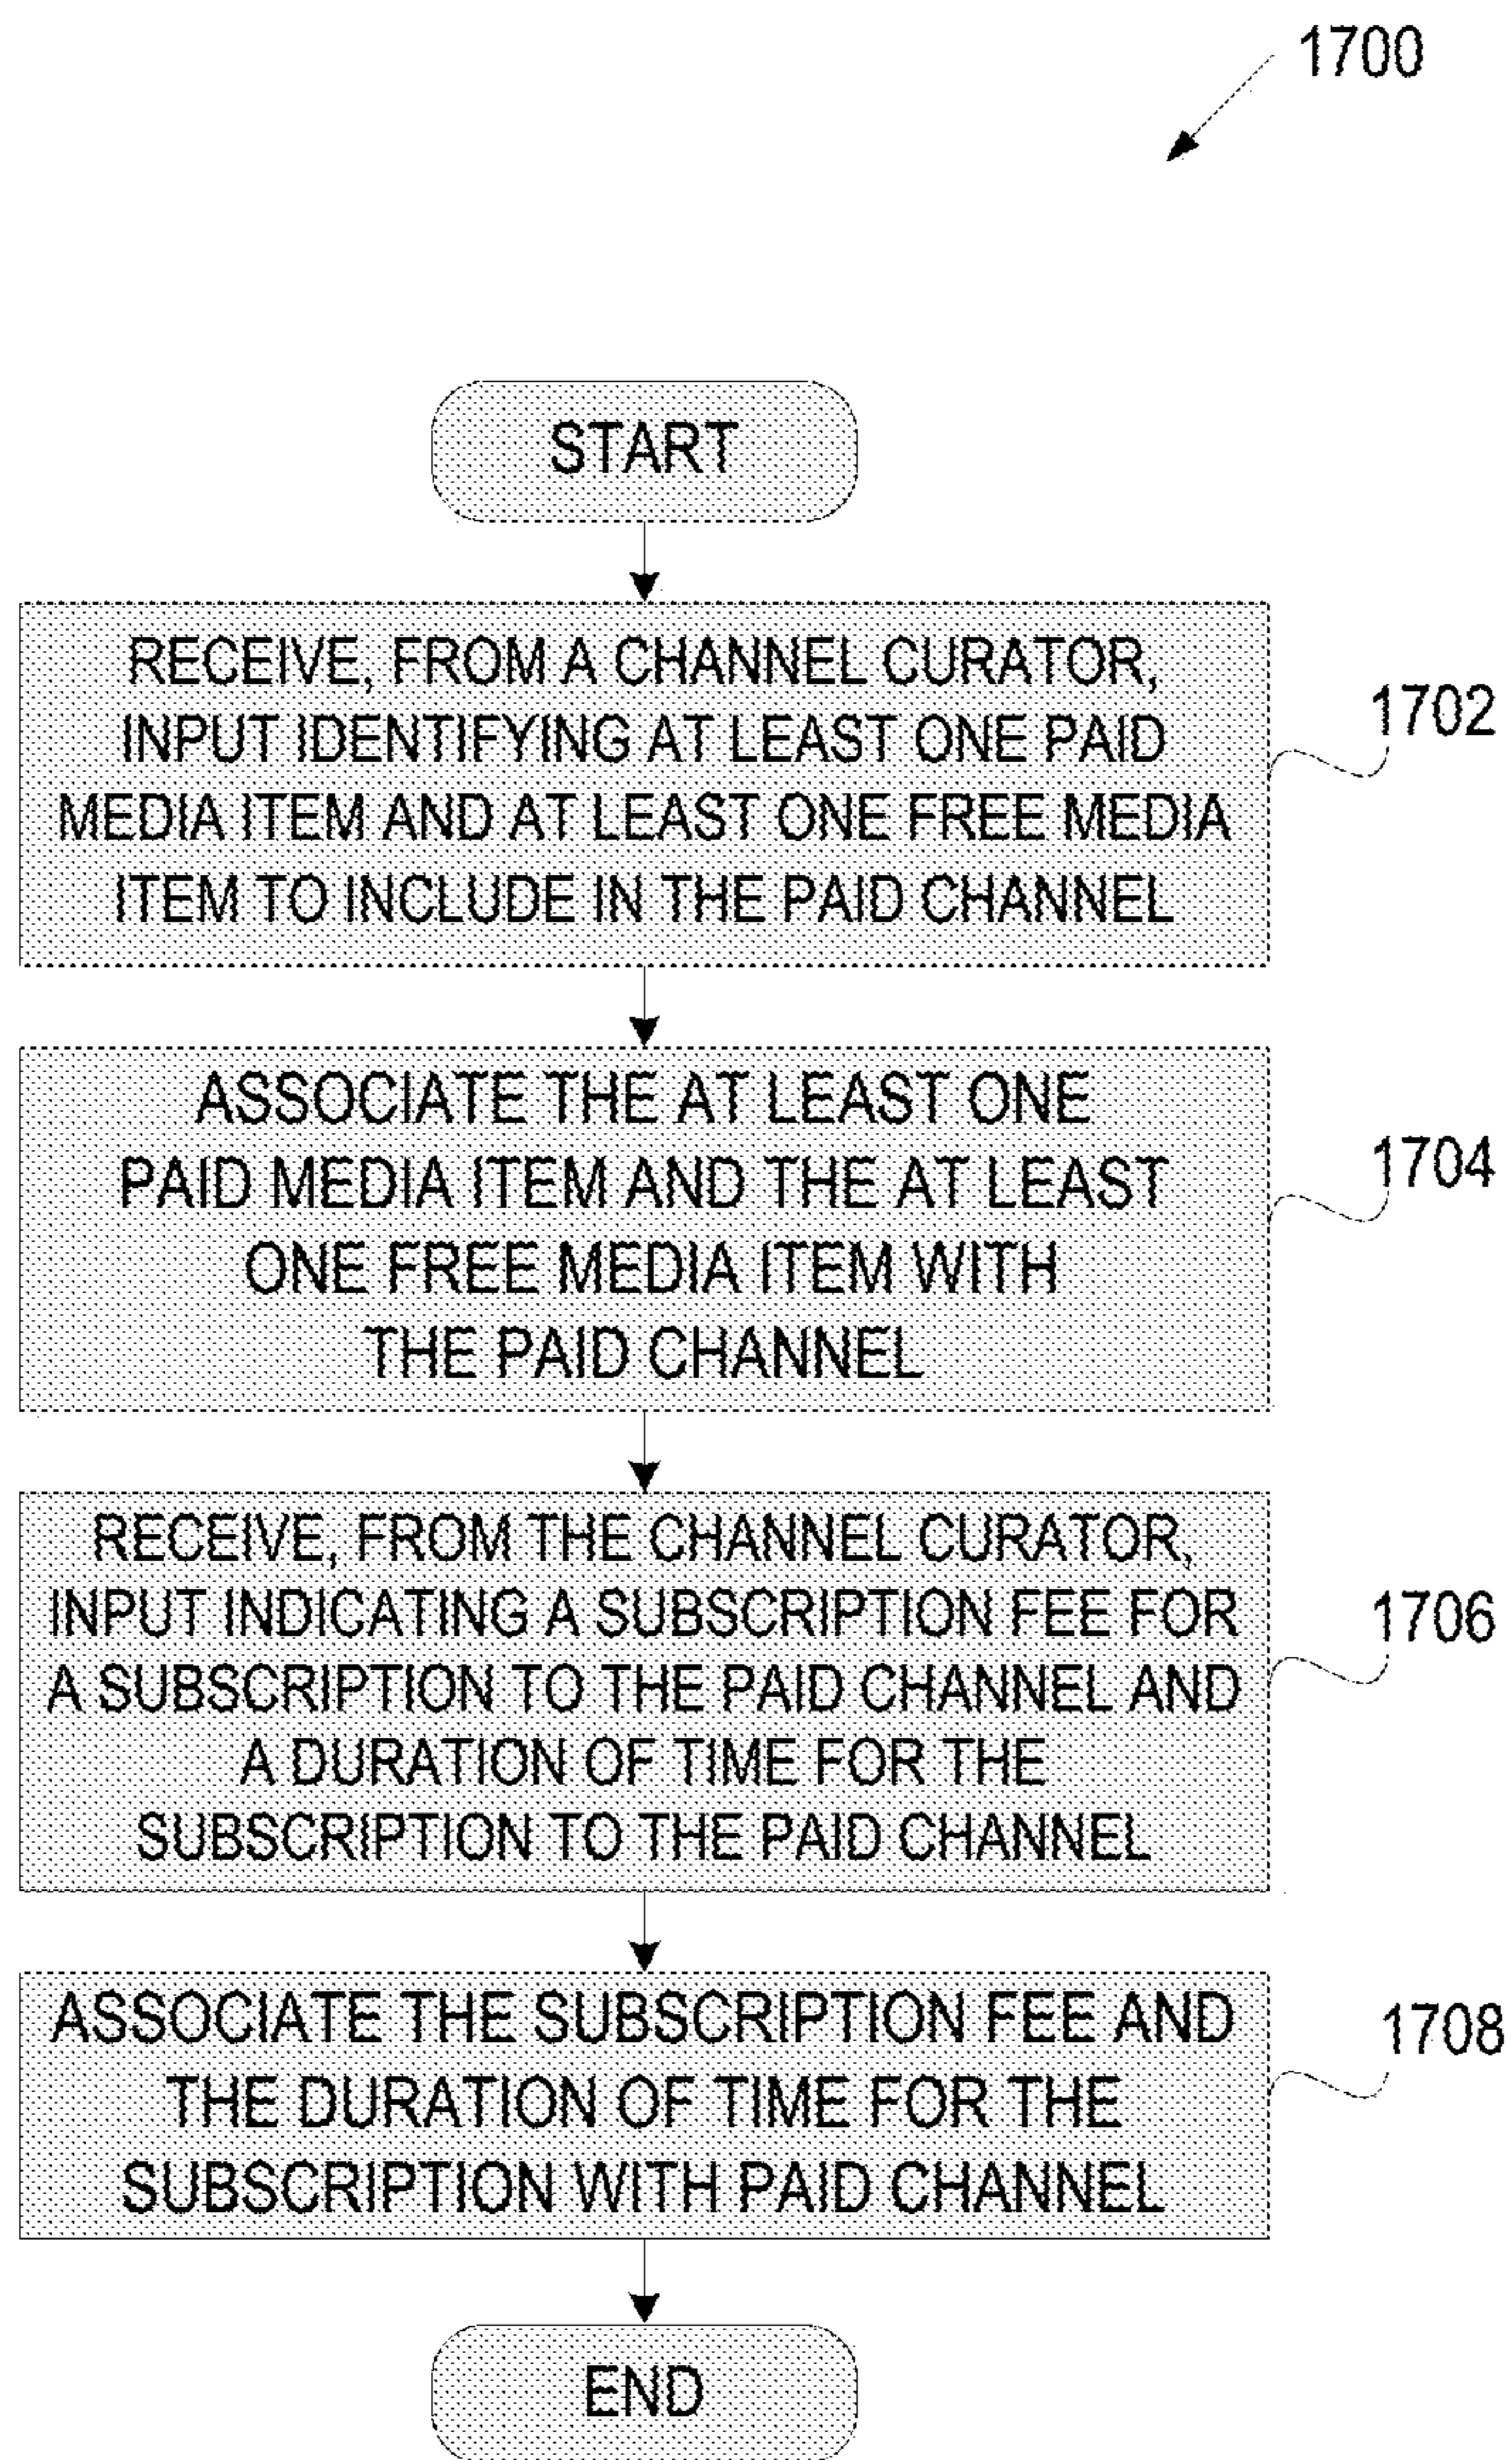 1700
START
RECEIVE, FROM A CHANNEL CURATOR,
INPUT IDENTIFYING AT LEAST ONE PAID
MEDIA ITEM AND AT LEAST ONE FREE MEDIA
ITEM TO INCLUDE IN THE PAID CHANNEL
1702
ASSOCIATE THE AT LEAST ONE
PAID MEDIA ITEM AND THE AT LEAST
ONE FREE MEDIA ITEM WITH
THE PAID CHANNEL
1704
RECEIVE, FROM THE CHANNEL CURATOR,
INPUT INDICATING A SUBSCRIPTION FEE FOR
A SUBSCRIPTION TO THE PAID CHANNEL AND
A DURATION OF TIME FOR THE
SUBSCRIPTION TO THE PAID CHANNEL
1706
ASSOCIATE THE SUBSCRIPTION FEE AND
THE DURATION OF TIME FOR THE
SUBSCRIPTION WITH PAID CHANNEL
1708
END